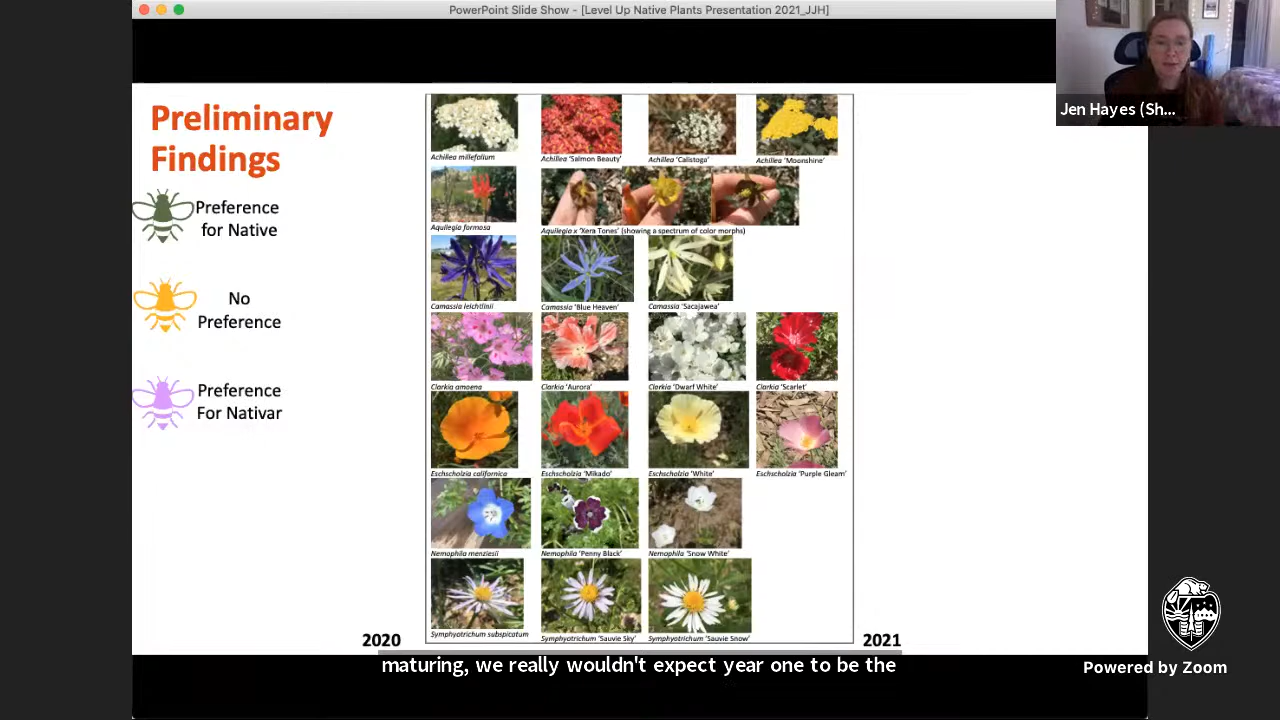 PowerPoint Slide Show - [Level Up Native Plants Presentation 2021_JJH]
Jen Hayes (Sh...
Preliminary
Findings
Preference
for Native
No
Preference
Preference
For Nativar
Achillea millefolium
Achillea 'Salmon Beauty'
Achillea 'Calistoga'
Achillea 'Moonshine'
Aquilegia formosa
Aquilegia x 'Xera Tones' (showing a spectrum of color morphs)
Camassia leichtlinii
Camassia 'Blue Heaven'
Camassia 'Sacajawea'
Clarkia amoena
Clarkia 'Aurora'
Clarkia 'Dwarf White'
Clarkia 'Scarlet'
Eschscholzia californica
Eschscholzia 'Mikado'
Eschscholzia 'White'
Eschscholzia 'Purple Gleam'
Nemophila menziesii
Nemophila 'Penny Black'
Nemophila 'Snow White'
Symphyotrichum subspicatum
Symphyotrichum 'Sauvie Sky'
Symphyotrichum 'Sauvie Snow'
2020
2021
maturing, we really wouldn't expect year one to be the
Powered by Zoom